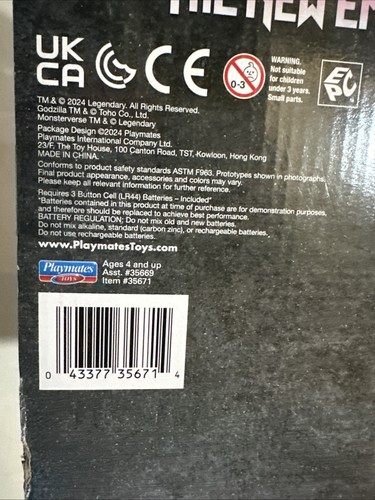 THE NEW EM
UK
CA
CE
0-3
WARNING.
Not suitable
for children
under 3 years.
Small parts.
TM & © 2024 Legendary. All Rights Reserved.
Godzilla TM & © Toho Co., Ltd.
Monsterverse TM & © Legendary
Package Design ©2024 Playmates
Playmates International Company Ltd.
23/F, The Toy House, 100 Canton Road, TST, Kowloon, Hong Kong
MADE IN CHINA.
Conforms to product safety standards ASTM F963. Prototypes shown in photographs.
Final product appearance, accessories and colors may vary.
Please keep all relevant information for further reference.
Requires 3 Button Cell (LR44) Batteries – Included*
*Batteries contained in this product at time of purchase are for demonstration purposes,
and therefore should be replaced to achieve best performance.
BATTERY REGULATION: Do not mix old and new batteries.
Do not mix alkaline, standard (carbon zinc), or rechargeable batteries.
Do not use rechargeable batteries.
www.PlaymatesToys.com
Playmates
TOYS
Ages 4 and up
Asst. #35669
Item #35671
0 43377 35671 4